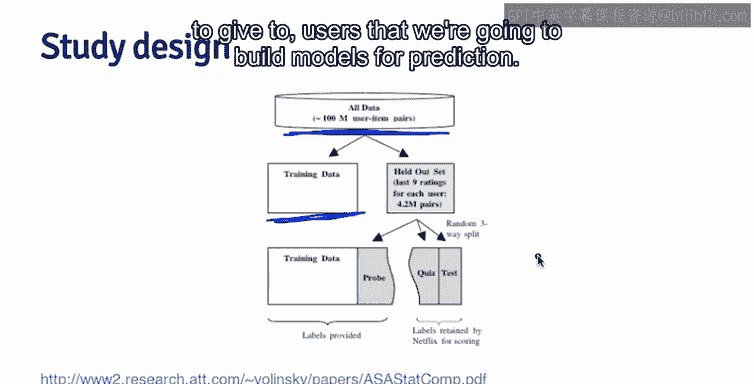 to give to, users that we're going to
build models for prediction.
Study design
All Data
(~ 100 M user-item pairs)
Training Data
Held Out Set
(last 9 ratings
for each user:
4.2M pairs)
Random 3-
way split
Training Data
Probe
Quiz
Test
Labels provided
Labels retained by
Netflix for scoring
http://www2.research.att.com/~volinsky/papers/ASAStatComp.pdf